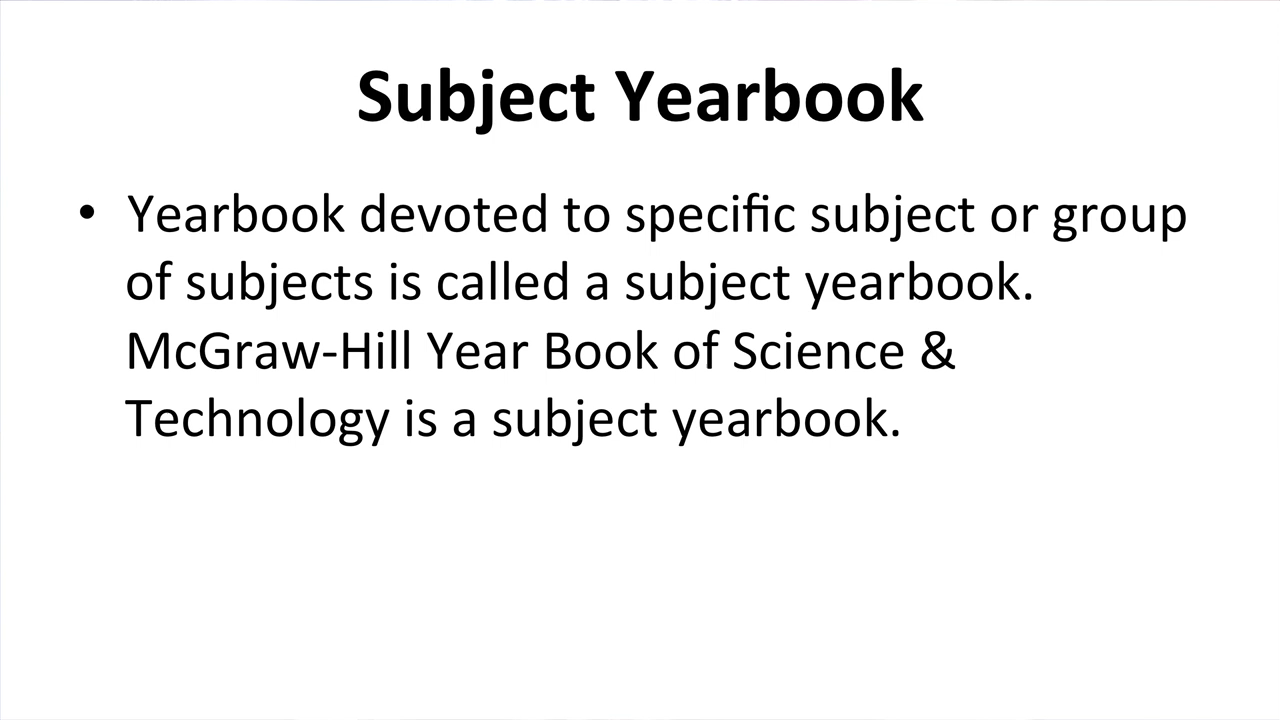 Subject Yearbook
• Yearbook devoted to specific subject or group
of subjects is called a subject yearbook.
McGraw-Hill Year Book of Science &
Technology is a subject yearbook.